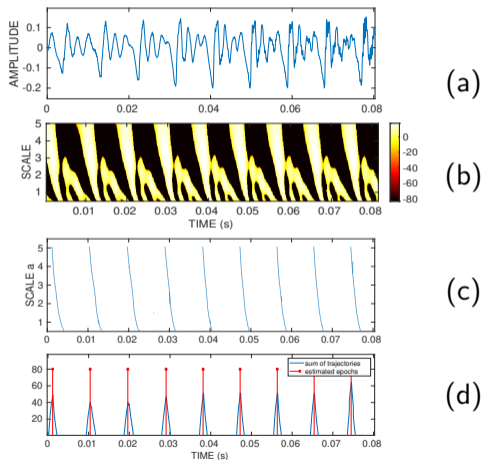 AMPLITUDE
0.1
0
-0.1
-0.2
0 0.02 0.04 0.06 0.08
(a)
SCALE
5
4
3
2
1
0.01 0.02 0.03 0.04 0.05 0.06 0.07 0.08
TIME (s)
0
-20
-40
-60
-80
(b)
SCALE a
5
4
3
2
1
0 0.01 0.02 0.03 0.04 0.05 0.06 0.07 0.08
(c)
80
60
40
20
0
sum of trajectories
estimated epochs
0 0.01 0.02 0.03 0.04 0.05 0.06 0.07 0.08
TIME (s)
(d)